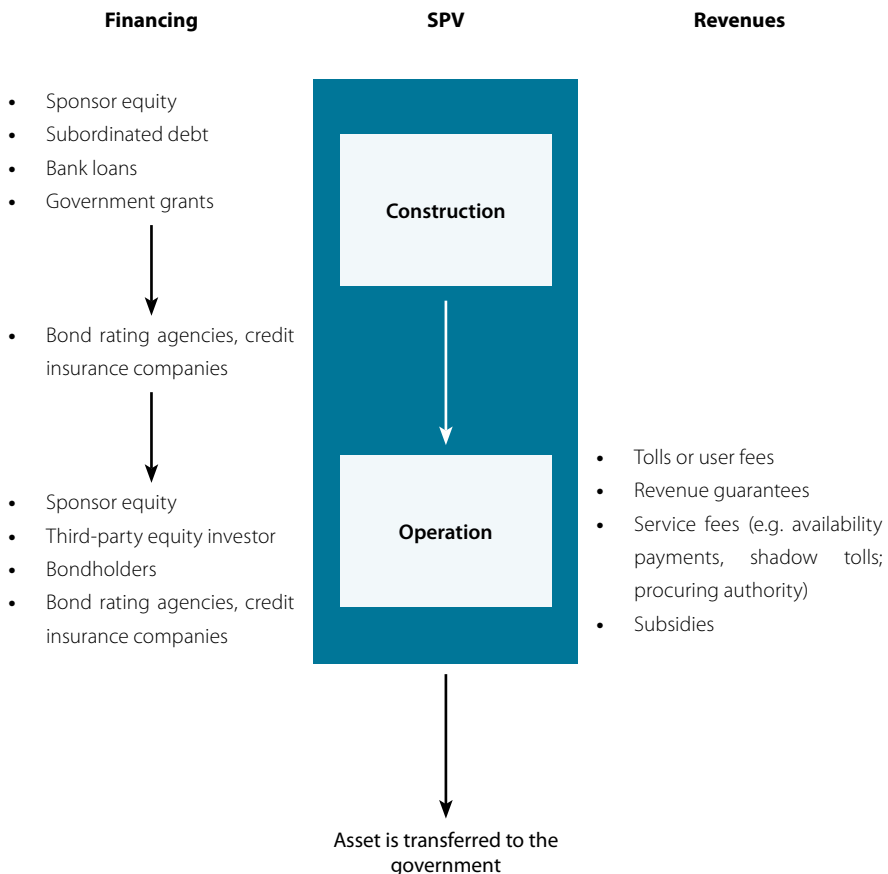 Financing
SPV
Revenues
• Sponsor equity
• Subordinated debt
• Bank loans
• Government grants
• Bond rating agencies, credit
insurance companies
• Sponsor equity
• Third-party equity investor
• Bondholders
• Bond rating agencies, credit
insurance companies
Construction
Operation
• Tolls or user fees
• Revenue guarantees
• Service fees (e.g. availability
payments, shadow tolls;
procuring authority)
• Subsidies
Asset is transferred to the
government